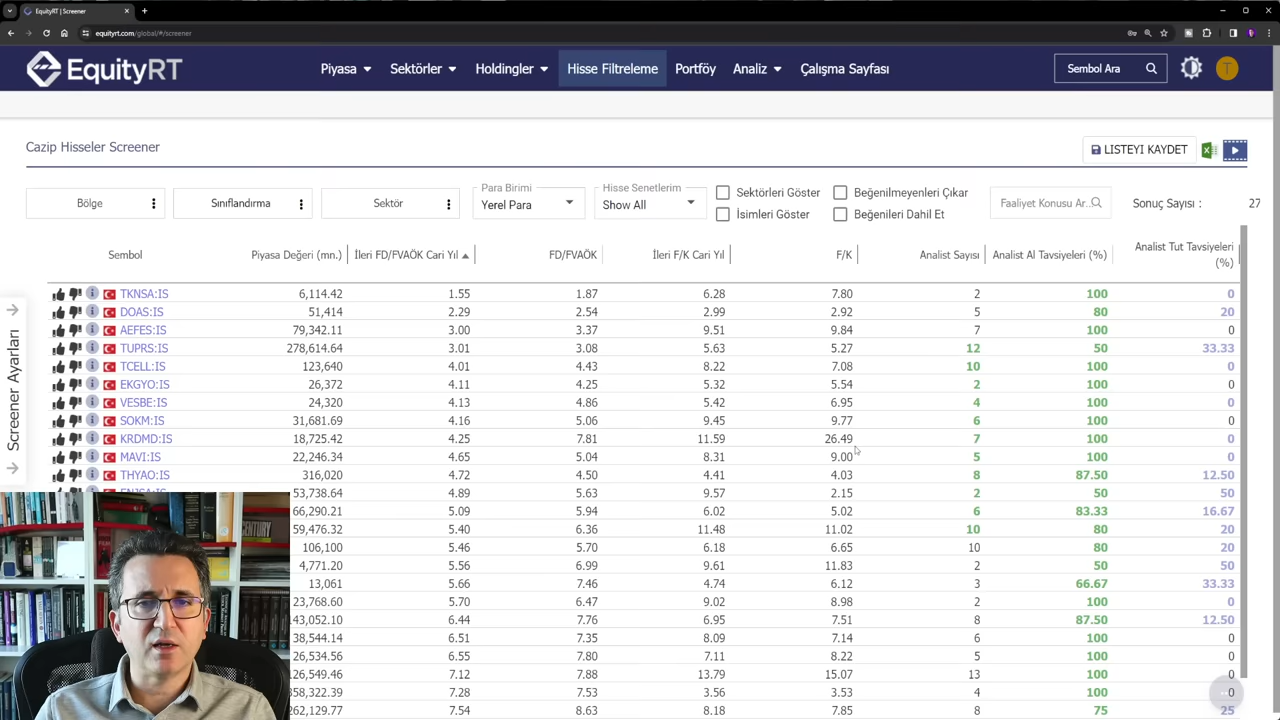 EquityRT
equityrt.com/global/#/screener
EquityRT
Piyasa
Sektörler
Holdingler
Hisse Filtreleme
Portföy
Analiz
Çalışma Sayfası
Sembol Ara
T
Cazip Hisseler Screener
LISTEYI KAYDET
Bölge
Sınıflandırma
Sektör
Para Birimi
Yerel Para
Hisse Senetlerim
Show All
Sektörleri Göster
İsimleri Göster
Beğenilmeyenleri Çıkar
Beğenileri Dahil Et
Faaliyet Konusu Ar..
Sonuç Sayısı : 27
Sembol Piyasa Değeri (mn.) İleri FD/FVAÖK Cari Yıl FD/FVAÖK İleri F/K Cari Yıl F/K Analist Sayısı Analist Al Tavsiyeleri (%) Analist Tut Tavsiyeleri (%)
TKNSA:IS 6,114.42 1.55 1.87 6.28 7.80 2 100 0
DOAS:IS 51,414 2.29 2.54 2.99 2.92 5 80 20
AEFES:IS 79,342.11 3.00 3.37 9.51 9.84 7 100 0
TUPRS:IS 278,614.64 3.01 3.08 5.63 5.27 12 50 33.33
TCELL:IS 123,640 4.01 4.43 8.22 7.08 10 100 0
EKGYO:IS 26,372 4.11 4.25 5.32 5.54 2 100 0
VESBE:IS 24,320 4.13 4.86 5.42 6.95 4 100 0
SOKM:IS 31,681.69 4.16 5.06 9.45 9.77 6 100 0
KRDMD:IS 18,725.42 4.25 7.81 11.59 26.49 7 100 0
MAVI:IS 22,246.34 4.65 5.04 8.31 9.00 5 100 0
THYAO:IS 316,020 4.72 4.50 4.41 4.03 8 87.50 12.50
53,738.64 4.89 5.63 9.57 2.15 2 50 50
66,290.21 5.09 5.94 6.02 5.02 6 83.33 16.67
59,476.32 5.40 6.36 11.48 11.02 10 80 20
106,100 5.46 5.70 6.18 6.65 10 80 20
4,771.20 5.56 6.99 9.61 11.83 2 50 50
13,061 5.66 7.46 4.74 6.12 3 66.67 33.33
23,768.60 5.70 6.47 9.02 8.98 2 100 0
143,052.10 6.44 7.76 6.95 7.51 8 87.50 12.50
38,544.14 6.51 7.35 8.09 7.14 6 100 0
26,534.56 6.55 7.80 7.11 8.22 5 100 0
126,549.46 7.12 7.88 13.79 15.07 13 100 0
358,322.39 7.28 7.53 3.56 3.53 4 100 0
262,129.77 7.54 8.63 8.18 7.85 8 75 25
Screener Ayarları
CENTURY